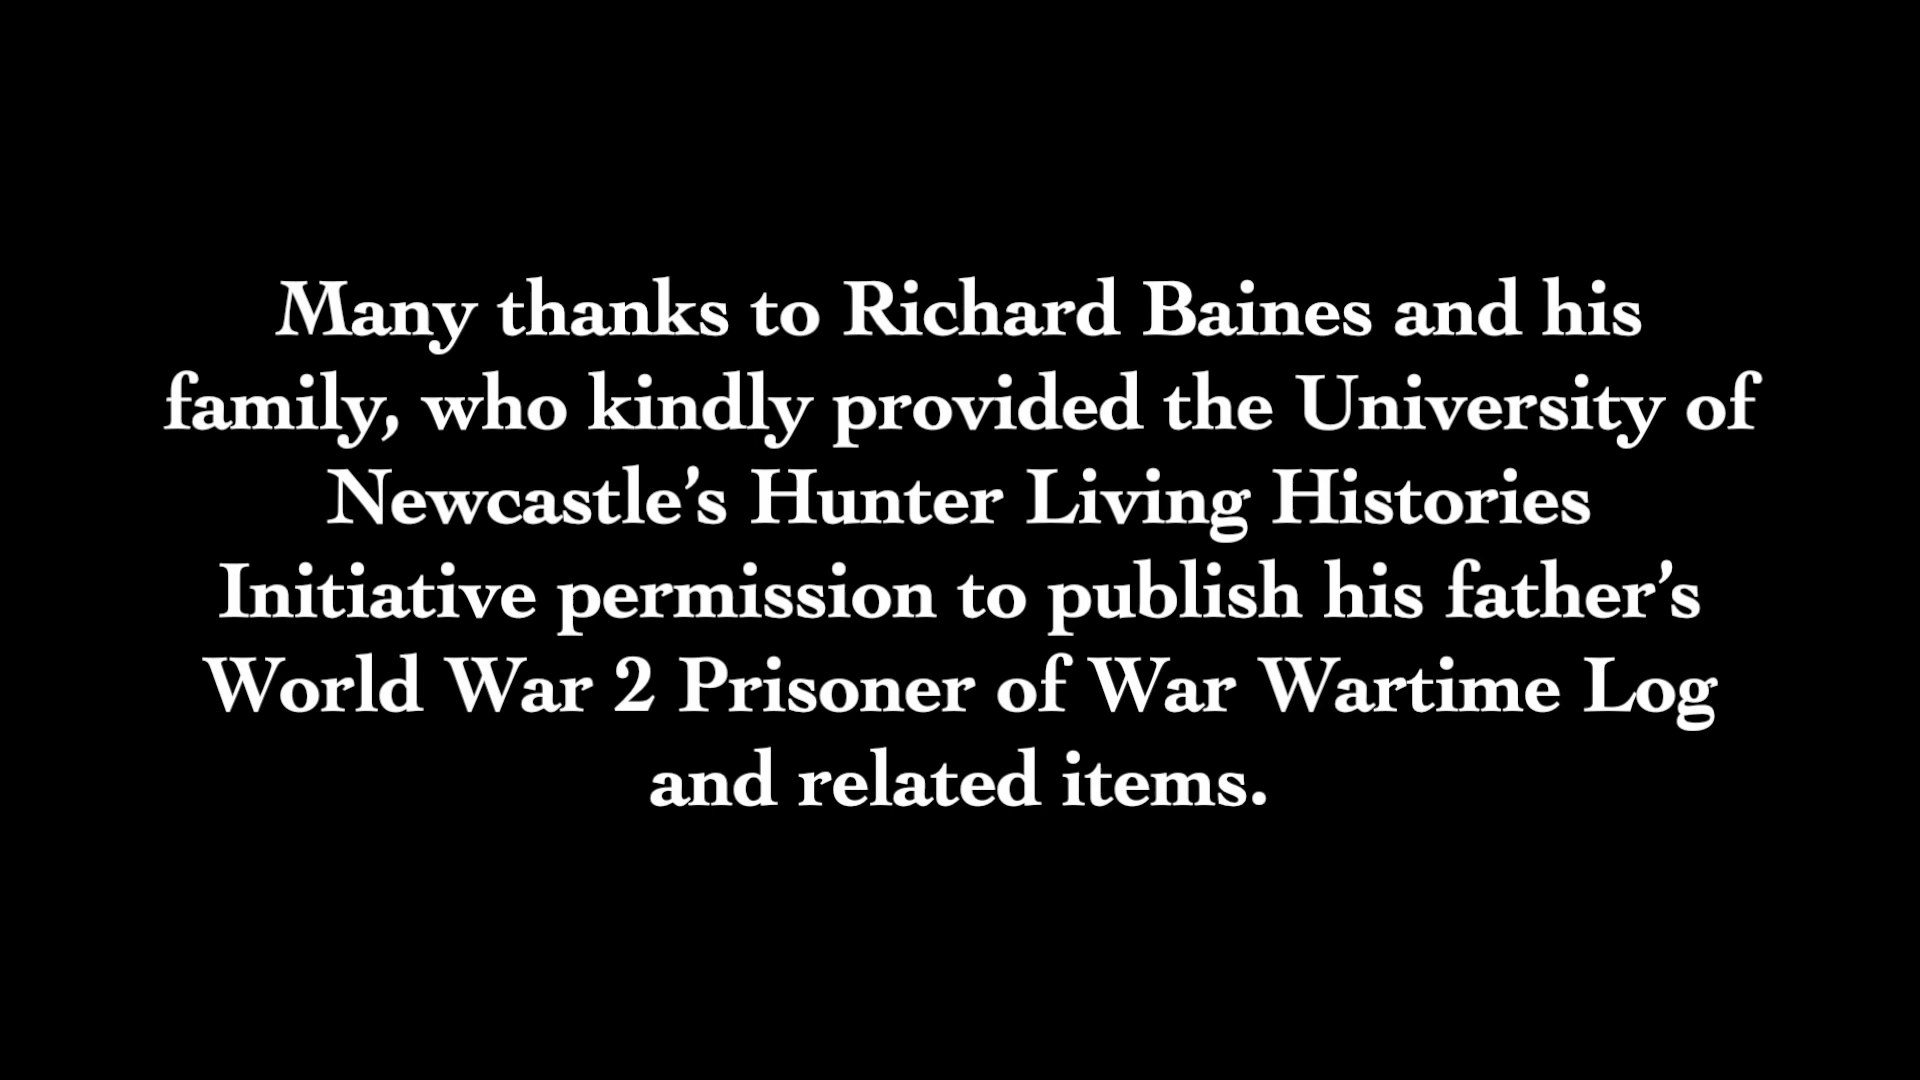 Many thanks to Richard Baines and his
family, who kindly provided the University of
Newcastle’s Hunter Living Histories
Initiative permission to publish his father’s
World War 2 Prisoner of War Wartime Log
and related items.